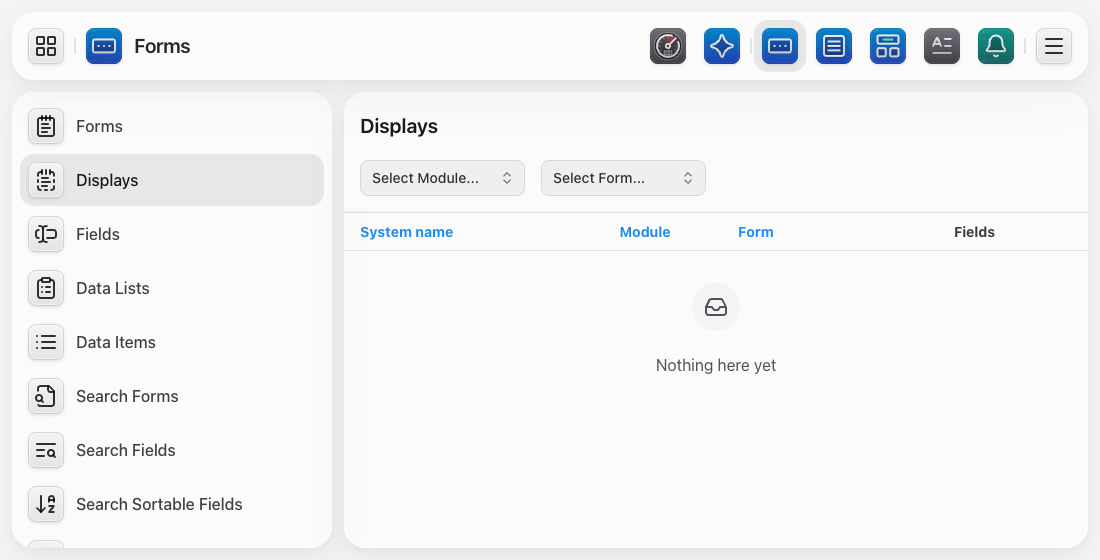 Forms
Forms
Displays
Fields
Data Lists
Data Items
Search Forms
Search Fields
Search Sortable Fields
Displays
Select Module... Select Form...
System name Module Form Fields
Nothing here yet